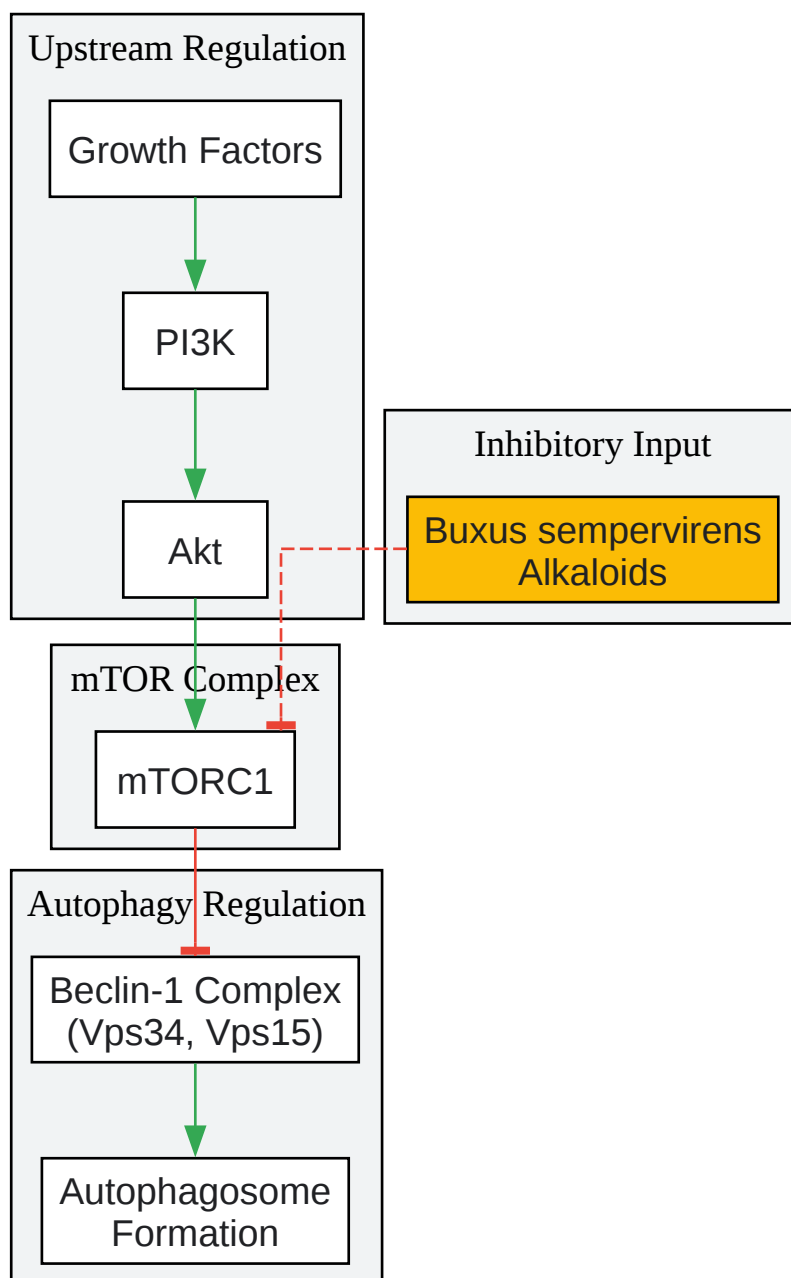 Upstream Regulation
Growth Factors
PI3K
Akt
Inhibitory Input
Buxus sempervirens
Alkaloids
mTOR Complex
mTORC1
Autophagy Regulation
Beclin-1 Complex
(Vps34, Vps15)
Autophagosome
Formation